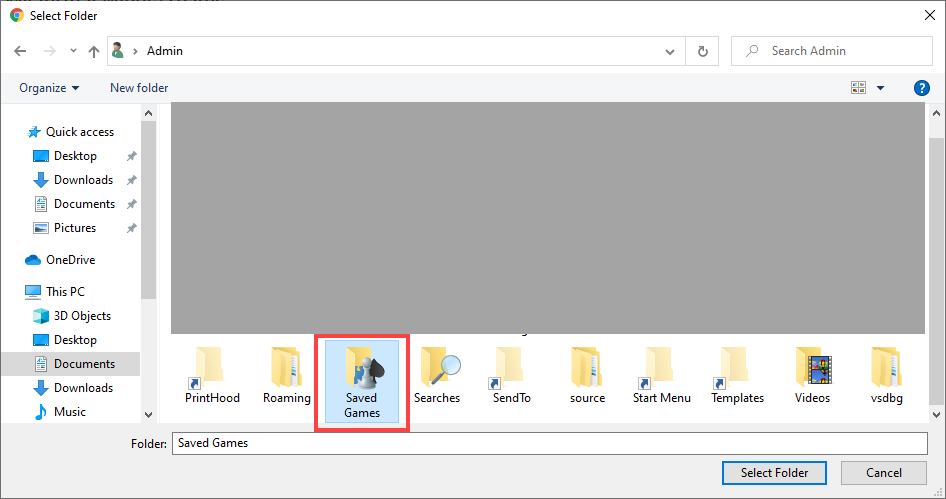 Select Folder
Admin
Search Admin
Organize
New folder
?
Quick access
Desktop
Downloads
Documents
Pictures
OneDrive
This PC
3D Objects
Desktop
Documents
Downloads
Music
PrintHood
Roaming
Saved
Games
Searches
SendTo
source
Start Menu
Templates
Videos
vsdbg
Folder:
Saved Games
Select Folder
Cancel